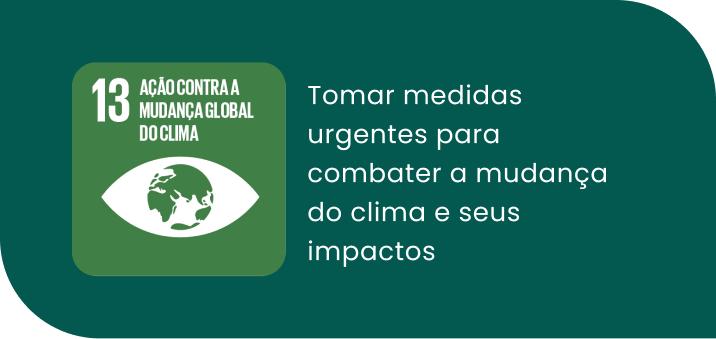 13
AÇÃO CONTRA A
MUDANÇA GLOBAL
DO CLIMA
Tomar medidas
urgentes para
combater a mudança
do clima e seus
impactos